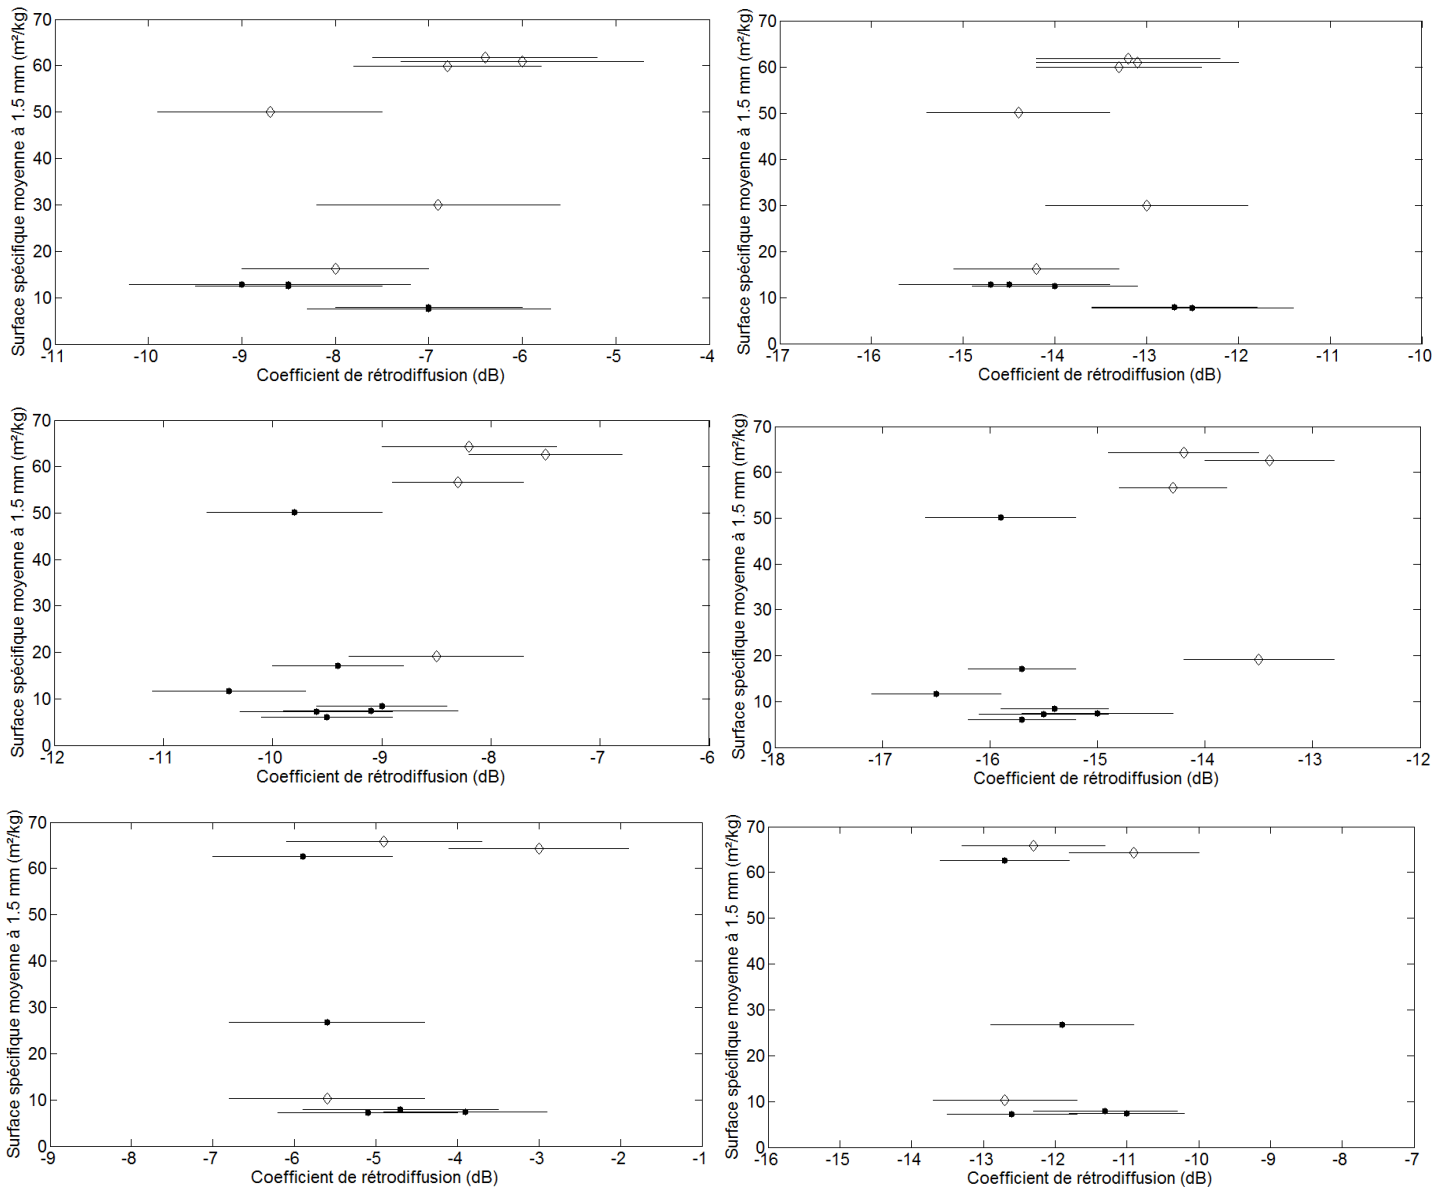 Surface spécifique moyenne à 1.5 mm (m²/kg)
70
60
50
40
30
20
10
0
-11 -10 -9 -8 -7 -6 -5 -4
Coefficient de rétrodiffusion (dB)
Surface spécifique moyenne à 1.5 mm (m²/kg)
70
60
50
40
30
20
10
0
-17 -16 -15 -14 -13 -12 -11 -10
Coefficient de rétrodiffusion (dB)
Surface spécifique moyenne à 1.5 mm (m²/kg)
70
60
50
40
30
20
10
0
-12 -11 -10 -9 -8 -7 -6
Coefficient de rétrodiffusion (dB)
Surface spécifique moyenne à 1.5 mm (m²/kg)
70
60
50
40
30
20
10
0
-18 -17 -16 -15 -14 -13 -12
Coefficient de rétrodiffusion (dB)
Surface spécifique moyenne à 1.5 mm (m²/kg)
70
60
50
40
30
20
10
0
-9 -8 -7 -6 -5 -4 -3 -2 -1
Coefficient de rétrodiffusion (dB)
Surface spécifique moyenne à 1.5 mm (m²/kg)
70
60
50
40
30
20
10
0
-16 -15 -14 -13 -12 -11 -10 -9 -8 -7
Coefficient de rétrodiffusion (dB)